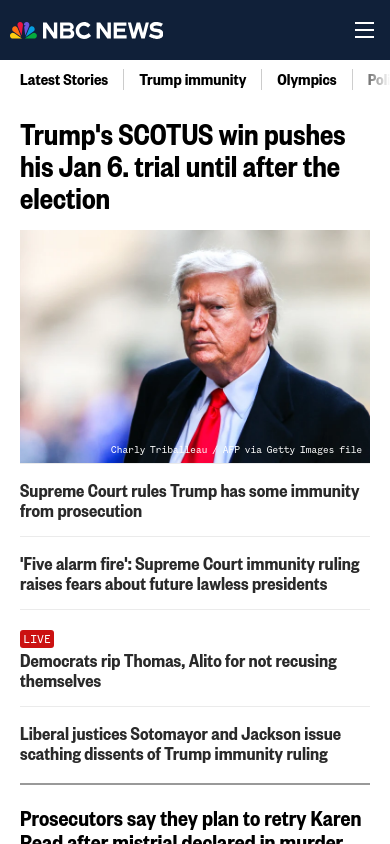 NBC NEWS
Latest Stories
Trump immunity
Olympics
Trump's SCOTUS win pushes
his Jan 6. trial until after the
election
Charly Triballeau / AFP via Getty Images file
Supreme Court rules Trump has some immunity
from prosecution
'Five alarm fire': Supreme Court immunity ruling
raises fears about future lawless presidents
LIVE
Democrats rip Thomas, Alito for not recusing
themselves
Liberal justices Sotomayor and Jackson issue
scathing dissents of Trump immunity ruling
Prosecutors say they plan to retry Karen
Read after mistrial declared in murder